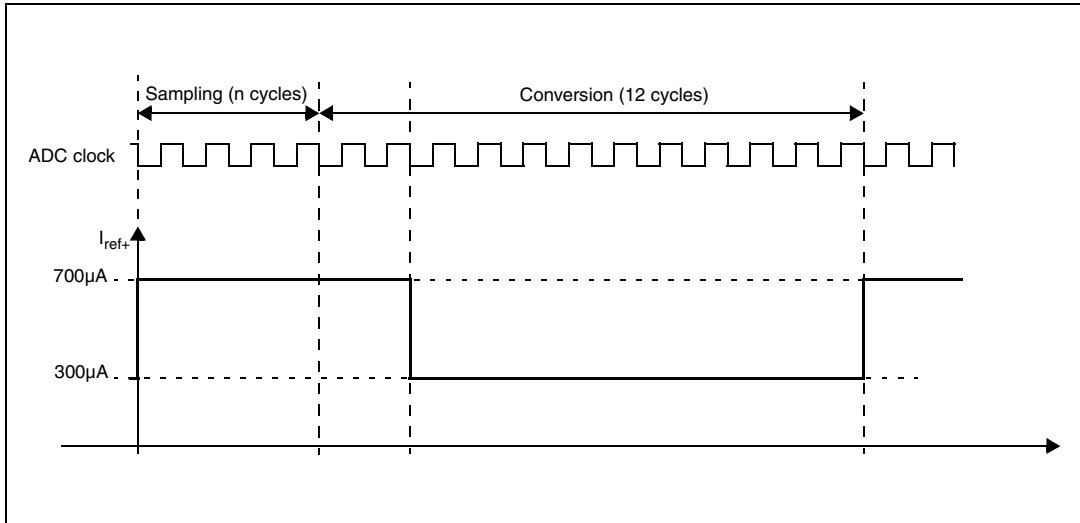 Sampling (n cycles)
Conversion (12 cycles)
ADC clock
Iref+
700µA
300µA